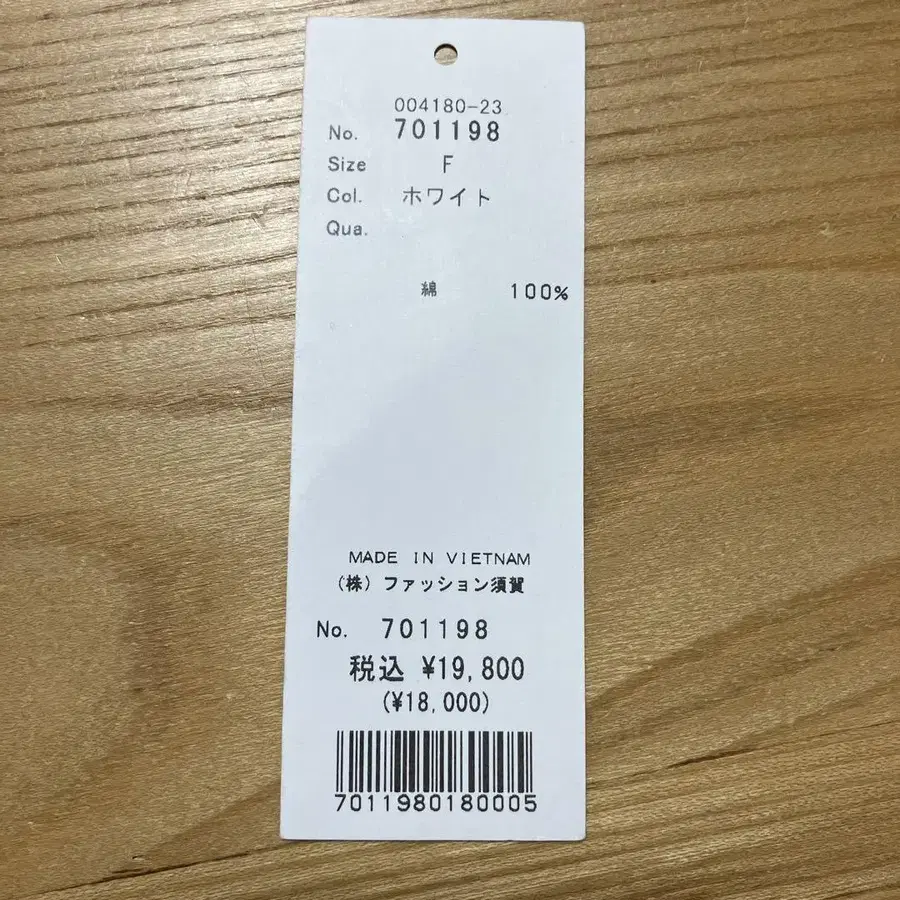 004180-23
No. 701198
Size F
Col. ホワイト
Qua.
綿 100%
MADE IN VIETNAM
(株)ファッション須賀
No. 701198
税込 ¥19,800
(¥18,000)
7011980180005